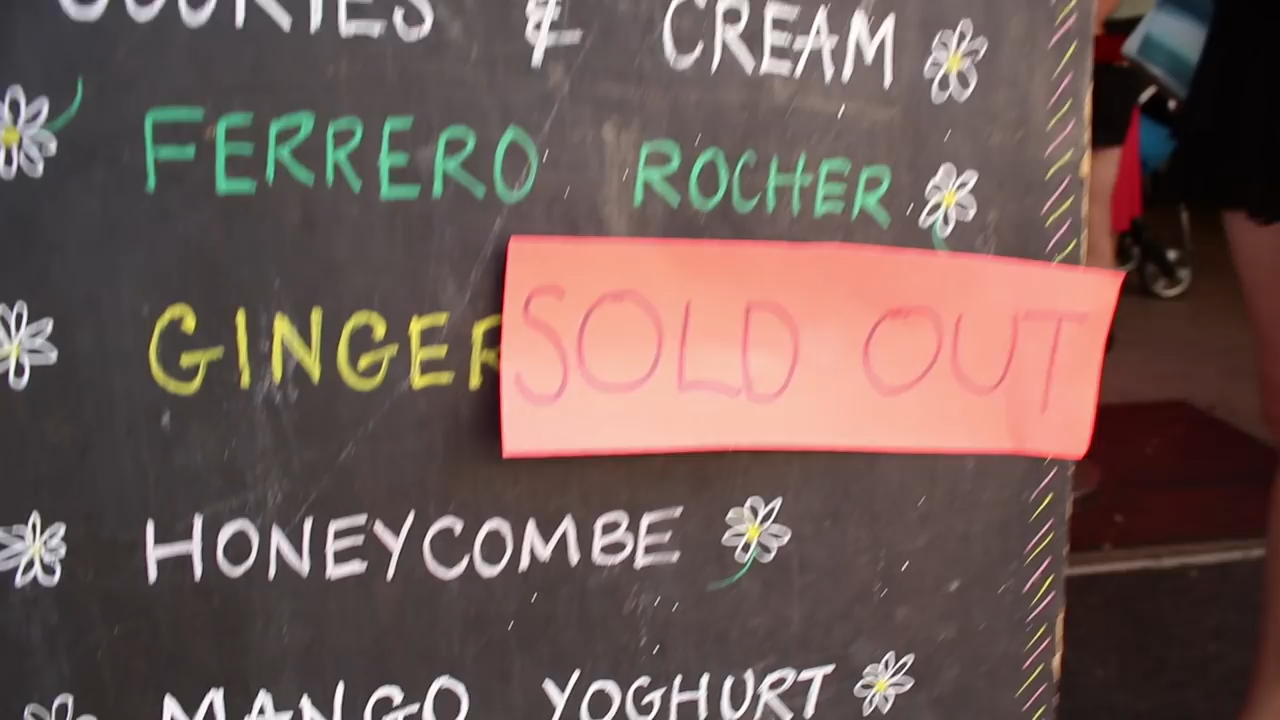 COOKIES & CREAM
FERRERO ROCHER
GINGER SOLD OUT
HONEYCOMBE
MANGO YOGHURT